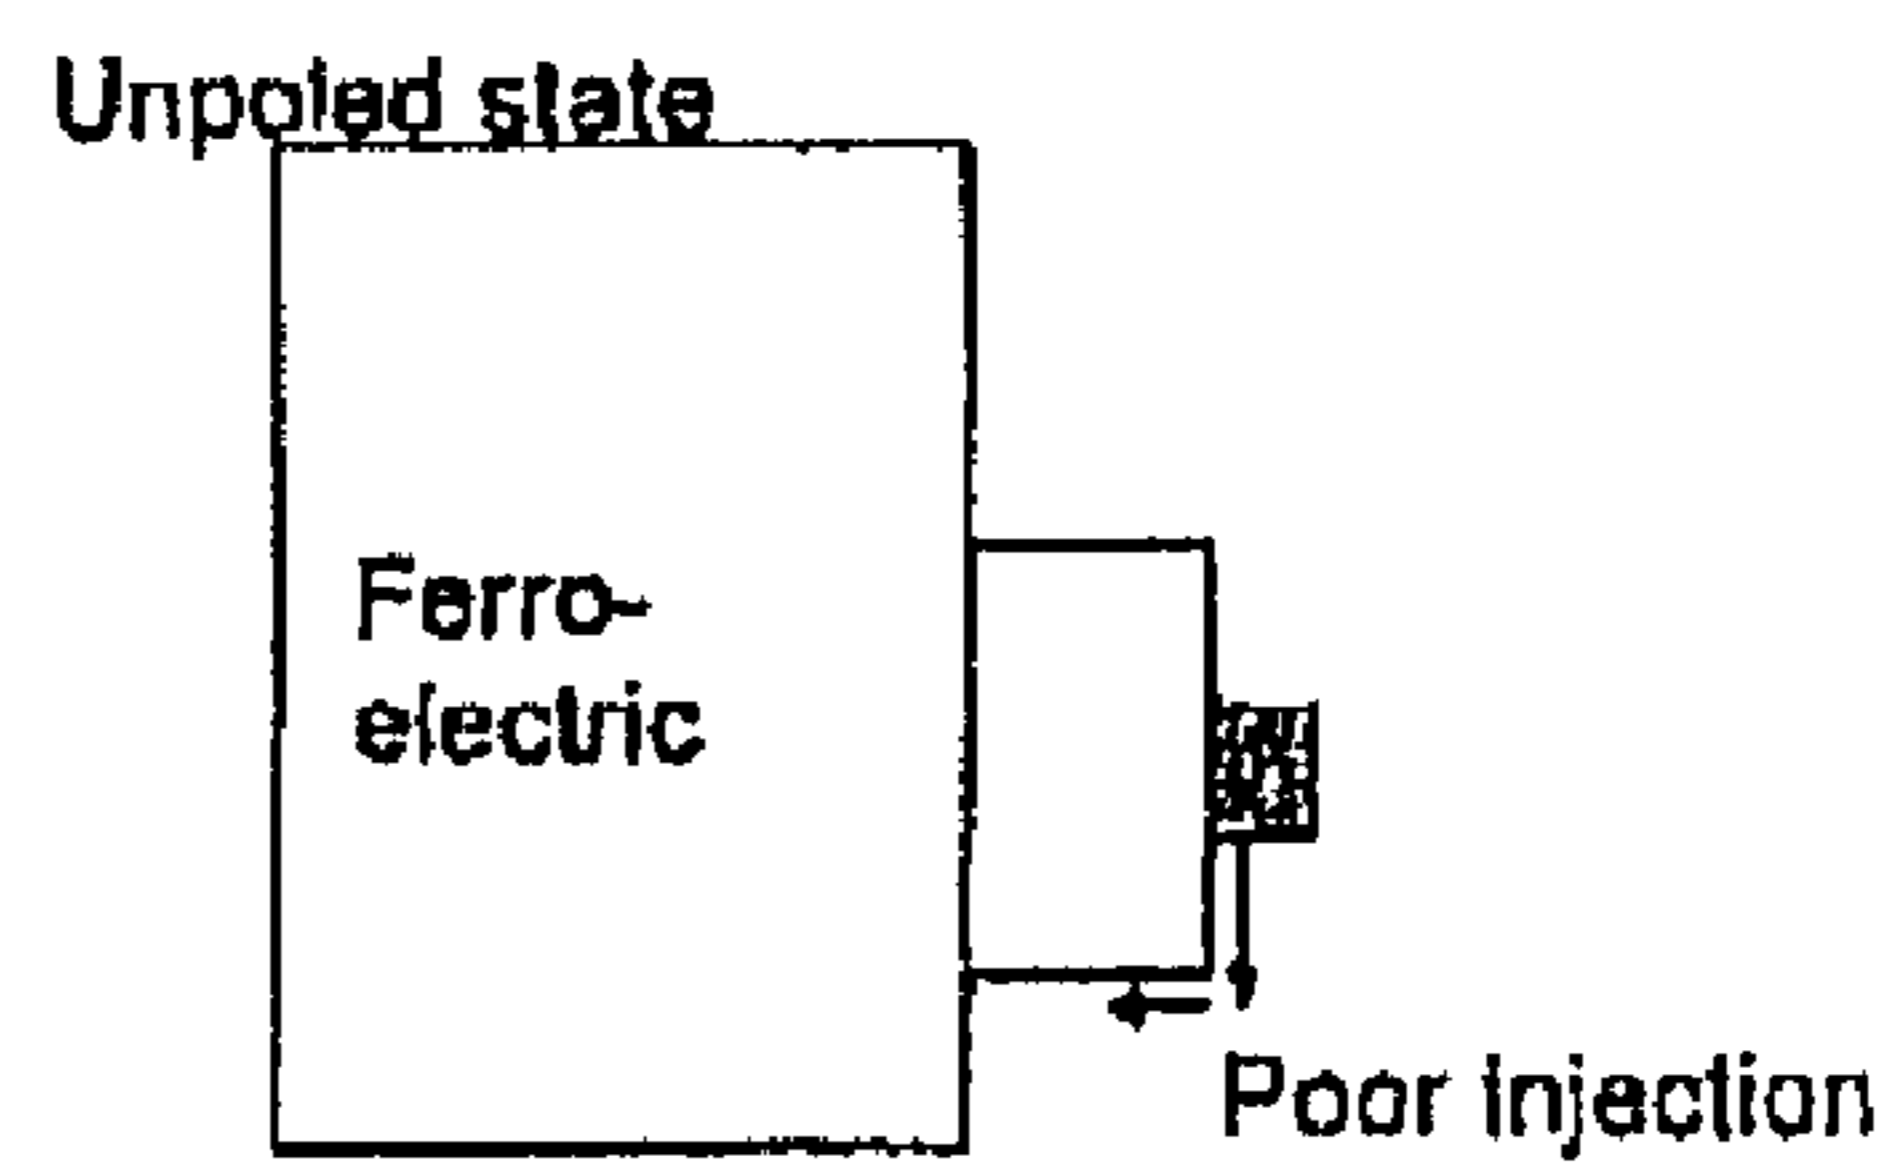 Unpoled state
Ferro-
electric
Poor injection